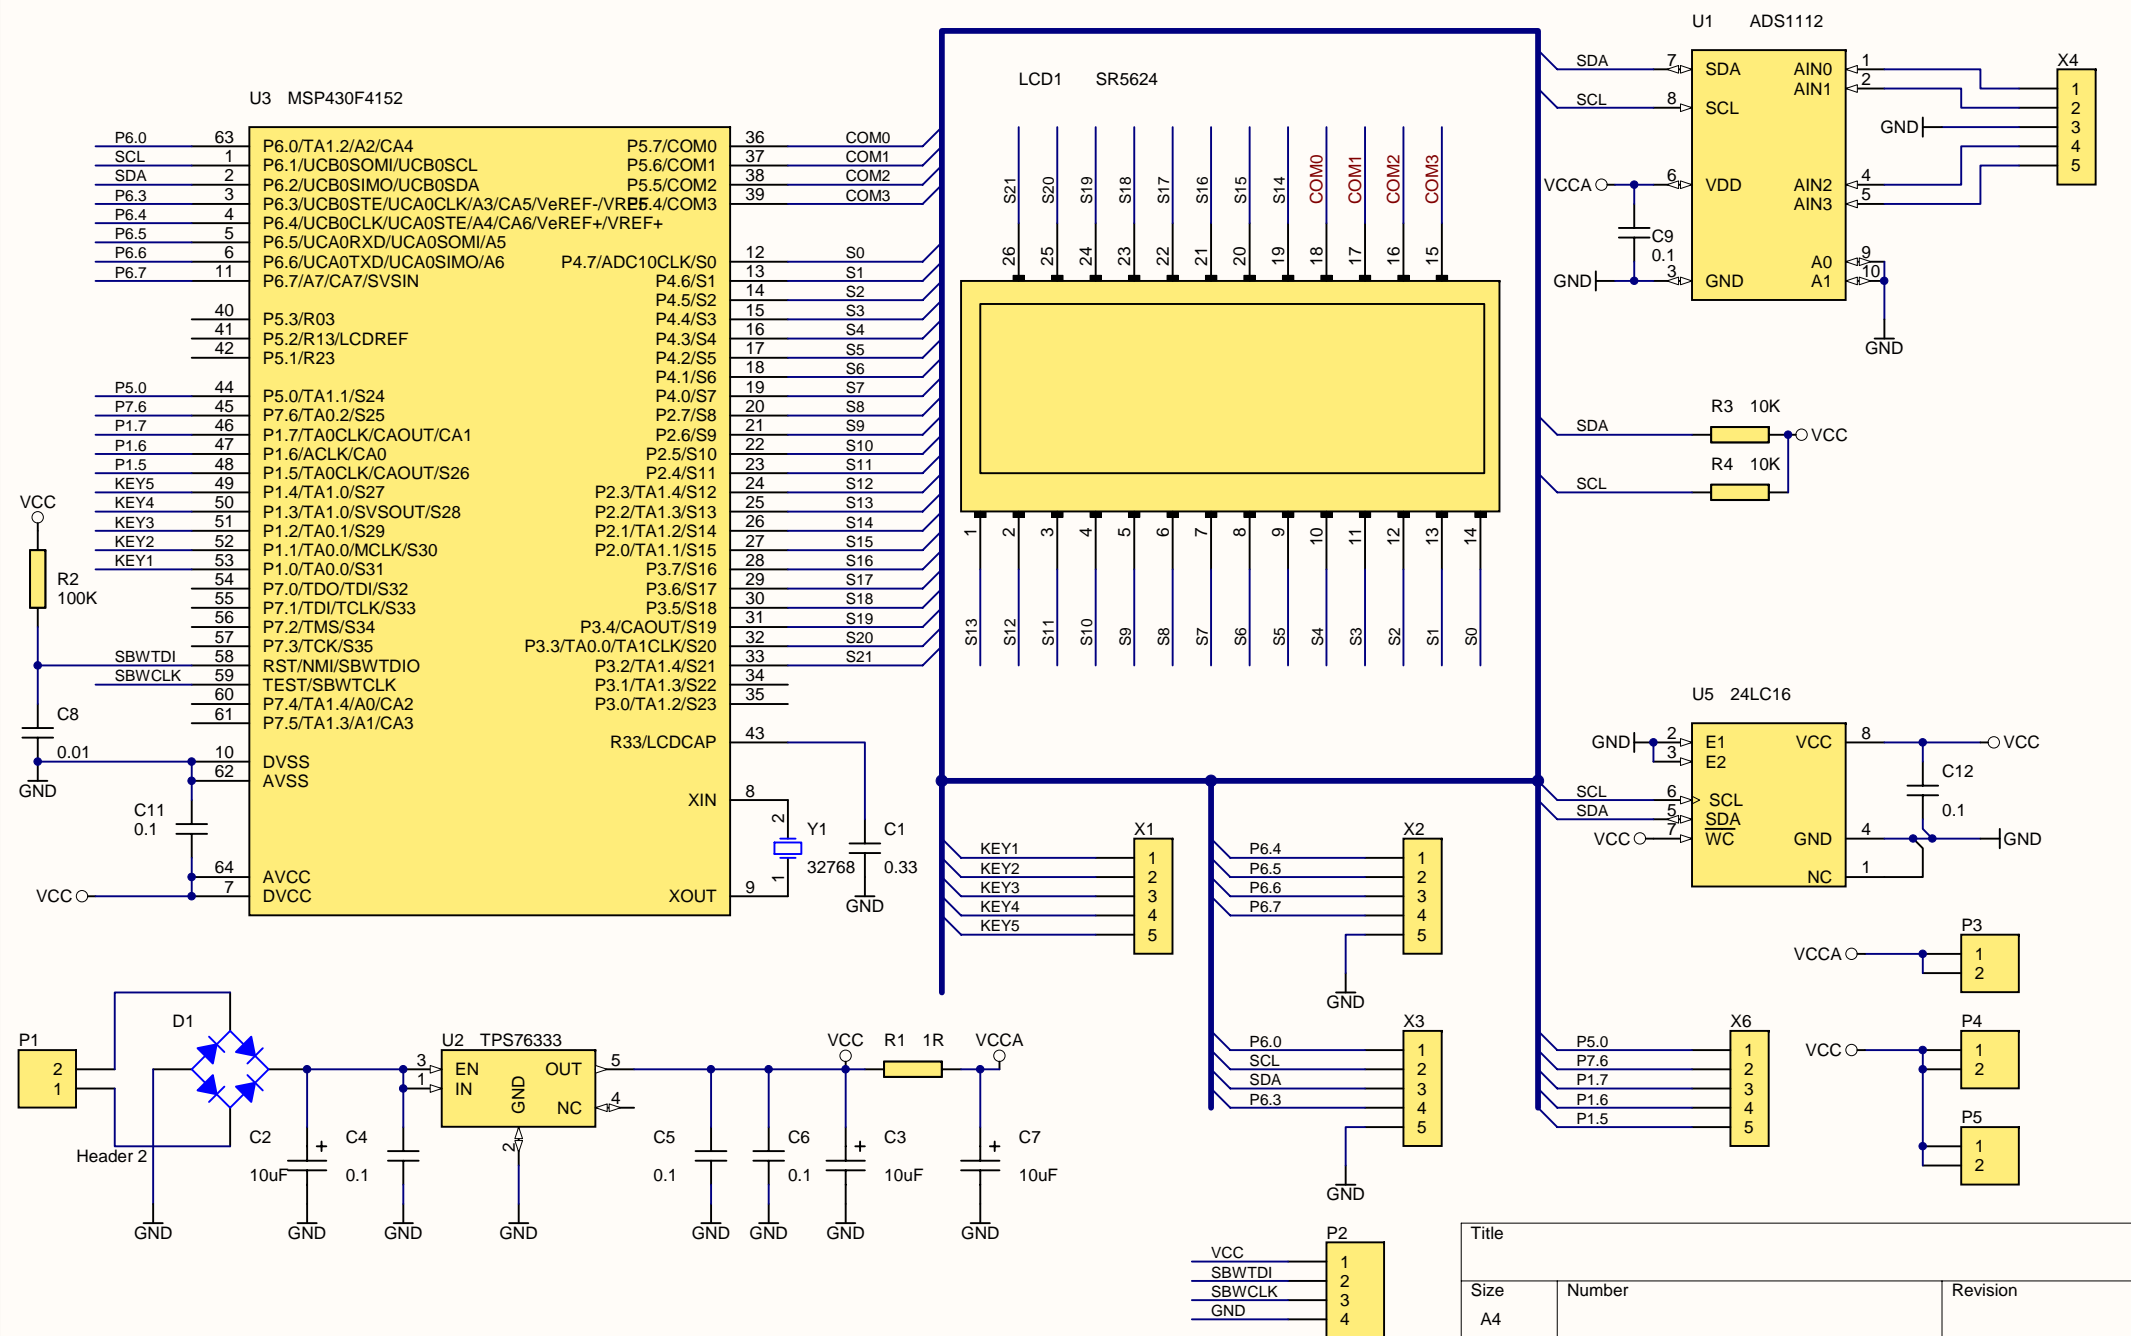 U3 MSP430F4152
P6.0 63 P6.0/TA1.2/A2/CA4
SCL 1 P6.1/UCB0SOMI/UCB0SCL
SDA 2 P6.2/UCB0SIMO/UCB0SDA
P6.3 3 P6.3/UCB0STE/UCA0CLK/A3/CA5/VeREF-/VREF-
P6.4 4 P6.4/UCB0CLK/UCA0STE/A4/CA6/VeREF+/VREF+
P6.5 5 P6.5/UCA0RXD/UCA0SOMI/A5
P6.6 6 P6.6/UCA0TXD/UCA0SIMO/A6
P6.7 11 P6.7/A7/CA7/SVSIN
40 P5.3/R03
41 P5.2/R13/LCDREF
42 P5.1/R23
P5.0 44 P5.0/TA1.1/S24
P7.6 45 P7.6/TA0.2/S25
P1.7 46 P1.7/TA0CLK/CAOUT/CA1
P1.6 47 P1.6/ACLK/CA0
P1.5 48 P1.5/TA0CLK/CAOUT/S26
KEY5 49 P1.4/TA1.0/S27
KEY4 50 P1.3/TA1.0/SVSOUT/S28
KEY3 51 P1.2/TA0.1/S29
KEY2 52 P1.1/TA0.0/MCLK/S30
KEY1 53 P1.0/TA0.0/S31
54 P7.0/TDO/TDI/S32
55 P7.1/TDI/TCLK/S33
56 P7.2/TMS/S34
57 P7.3/TCK/S35
SBWTDI 58 RST/NMI/SBWTDIO
SBWCLK 59 TEST/SBWTCLK
60 P7.4/TA1.4/A0/CA2
61 P7.5/TA1.3/A1/CA3
10 DVSS
62 AVSS
64 AVCC
7 DVCC
P5.7/COM0 36 COM0
P5.6/COM1 37 COM1
P5.5/COM2 38 COM2
P5.4/COM3 39 COM3
P4.7/ADC10CLK/S0 12 S0
P4.6/S1 13 S1
P4.5/S2 14 S2
P4.4/S3 15 S3
P4.3/S4 16 S4
P4.2/S5 17 S5
P4.1/S6 18 S6
P4.0/S7 19 S7
P2.7/S8 20 S8
P2.6/S9 21 S9
P2.5/S10 22 S10
P2.4/S11 23 S11
P2.3/TA1.4/S12 24 S12
P2.2/TA1.3/S13 25 S13
P2.1/TA1.2/S14 26 S14
P2.0/TA1.1/S15 27 S15
P3.7/S16 28 S16
P3.6/S17 29 S17
P3.5/S18 30 S18
P3.4/CAOUT/S19 31 S19
P3.3/TA0.0/TA1CLK/S20 32 S20
P3.2/TA1.4/S21 33 S21
P3.1/TA1.3/S22 34
P3.0/TA1.2/S23 35
R33/LCDCAP 43
XIN 8
XOUT 9
VCC
R2
100K
C8
0.01
GND
C11
0.1
VCC
2
Y1
32768
1
C1
0.33
GND
LCD1 SR5624
S21 S20 S19 S18 S17 S16 S15 S14 COM0 COM1 COM2 COM3
26 25 24 23 22 21 20 19 18 17 16 15
1 2 3 4 5 6 7 8 9 10 11 12 13 14
S13 S12 S11 S10 S9 S8 S7 S6 S5 S4 S3 S2 S1 S0
U1 ADS1112
SDA 7 SDA AIN0 1
AIN1 2
SCL 8 SCL
VCCA 6 VDD AIN2 4
AIN3 5
C9
0.1
A0 9
GND 3 GND A1 10
GND
X4
1
2
GND 3
4
5
R3 10K
SDA VCC
R4 10K
SCL
U5 24LC16
GND 2 E1 VCC 8 VCC
3 E2
C12
0.1
SCL 6 SCL
SDA 5 SDA
VCC 7 WC GND 4 GND
NC 1
X1
KEY1 1
KEY2 2
KEY3 3
KEY4 4
KEY5 5
X2
P6.4 1
P6.5 2
P6.6 3
P6.7 4
5
GND
X3
P6.0 1
SCL 2
SDA 3
P6.3 4
5
GND
X6
P5.0 1
P7.6 2
P1.7 3
P1.6 4
P1.5 5
P3
VCCA 1
2
P4
VCC 1
2
P5
1
2
P1
2
1
Header 2
D1
GND
C2
10uF
GND
C4
0.1
GND
U2 TPS76333
3 EN OUT 5
1 IN
GND
NC 4
2
GND
C5
0.1
GND
C6
0.1
GND
VCC R1 1R VCCA
C3
10uF
GND
C7
10uF
GND
P2
VCC 1
SBWTDI 2
SBWCLK 3
GND 4
Title
Size Number Revision
A4